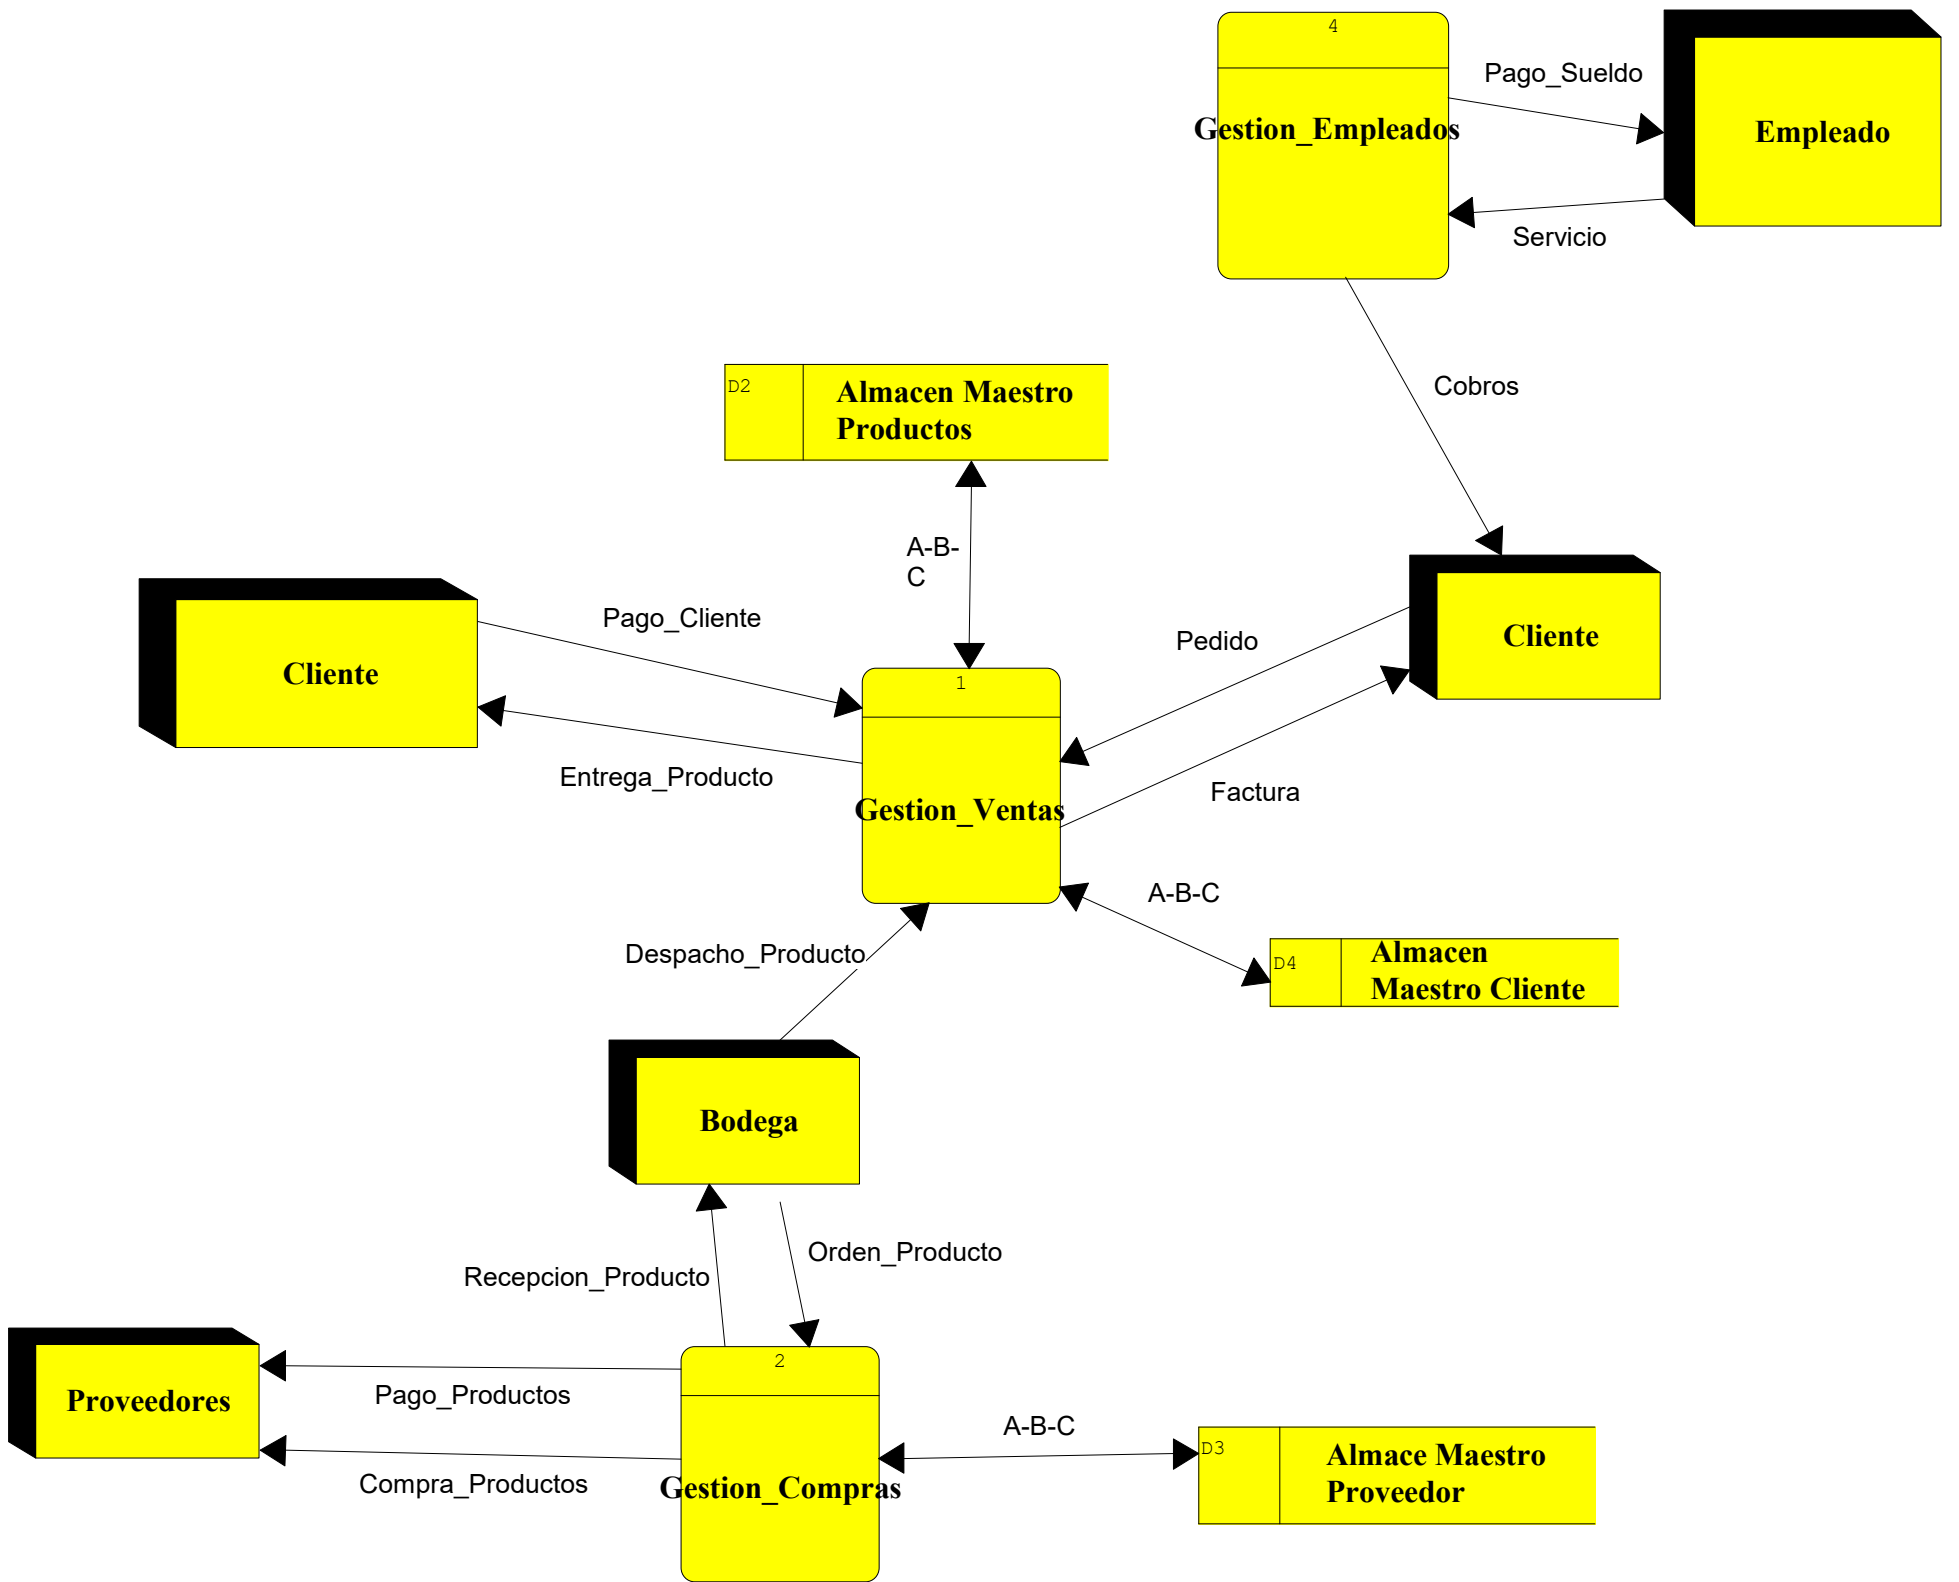 4
Pago_Sueldo
Gestion_Empleados
Empleado
Servicio
Cobros
D2
Almacen Maestro
Productos
A-B-
C
Pago_Cliente
Cliente
Pedido
Cliente
1
Entrega_Producto
Gestion_Ventas
Factura
A-B-C
Despacho_Producto
D4
Almacen
Maestro Cliente
Bodega
Orden_Producto
Recepcion_Producto
2
Proveedores
Pago_Productos
A-B-C
D3
Almace Maestro
Proveedor
Compra_Productos
Gestion_Compras